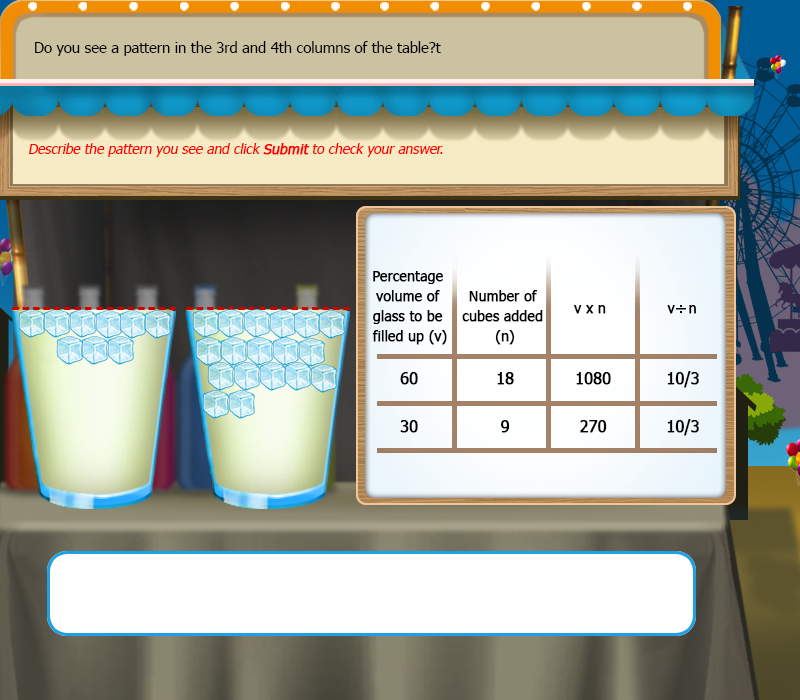 Do you see a pattern in the 3rd and 4th columns of the table?t
Describe the pattern you see and click Submit to check your answer.
Percentage
volume of
glass to be
filled up (v)
Number of
cubes added
(n)
v x n
v÷n
60 18 1080 10/3
30 9 270 10/3